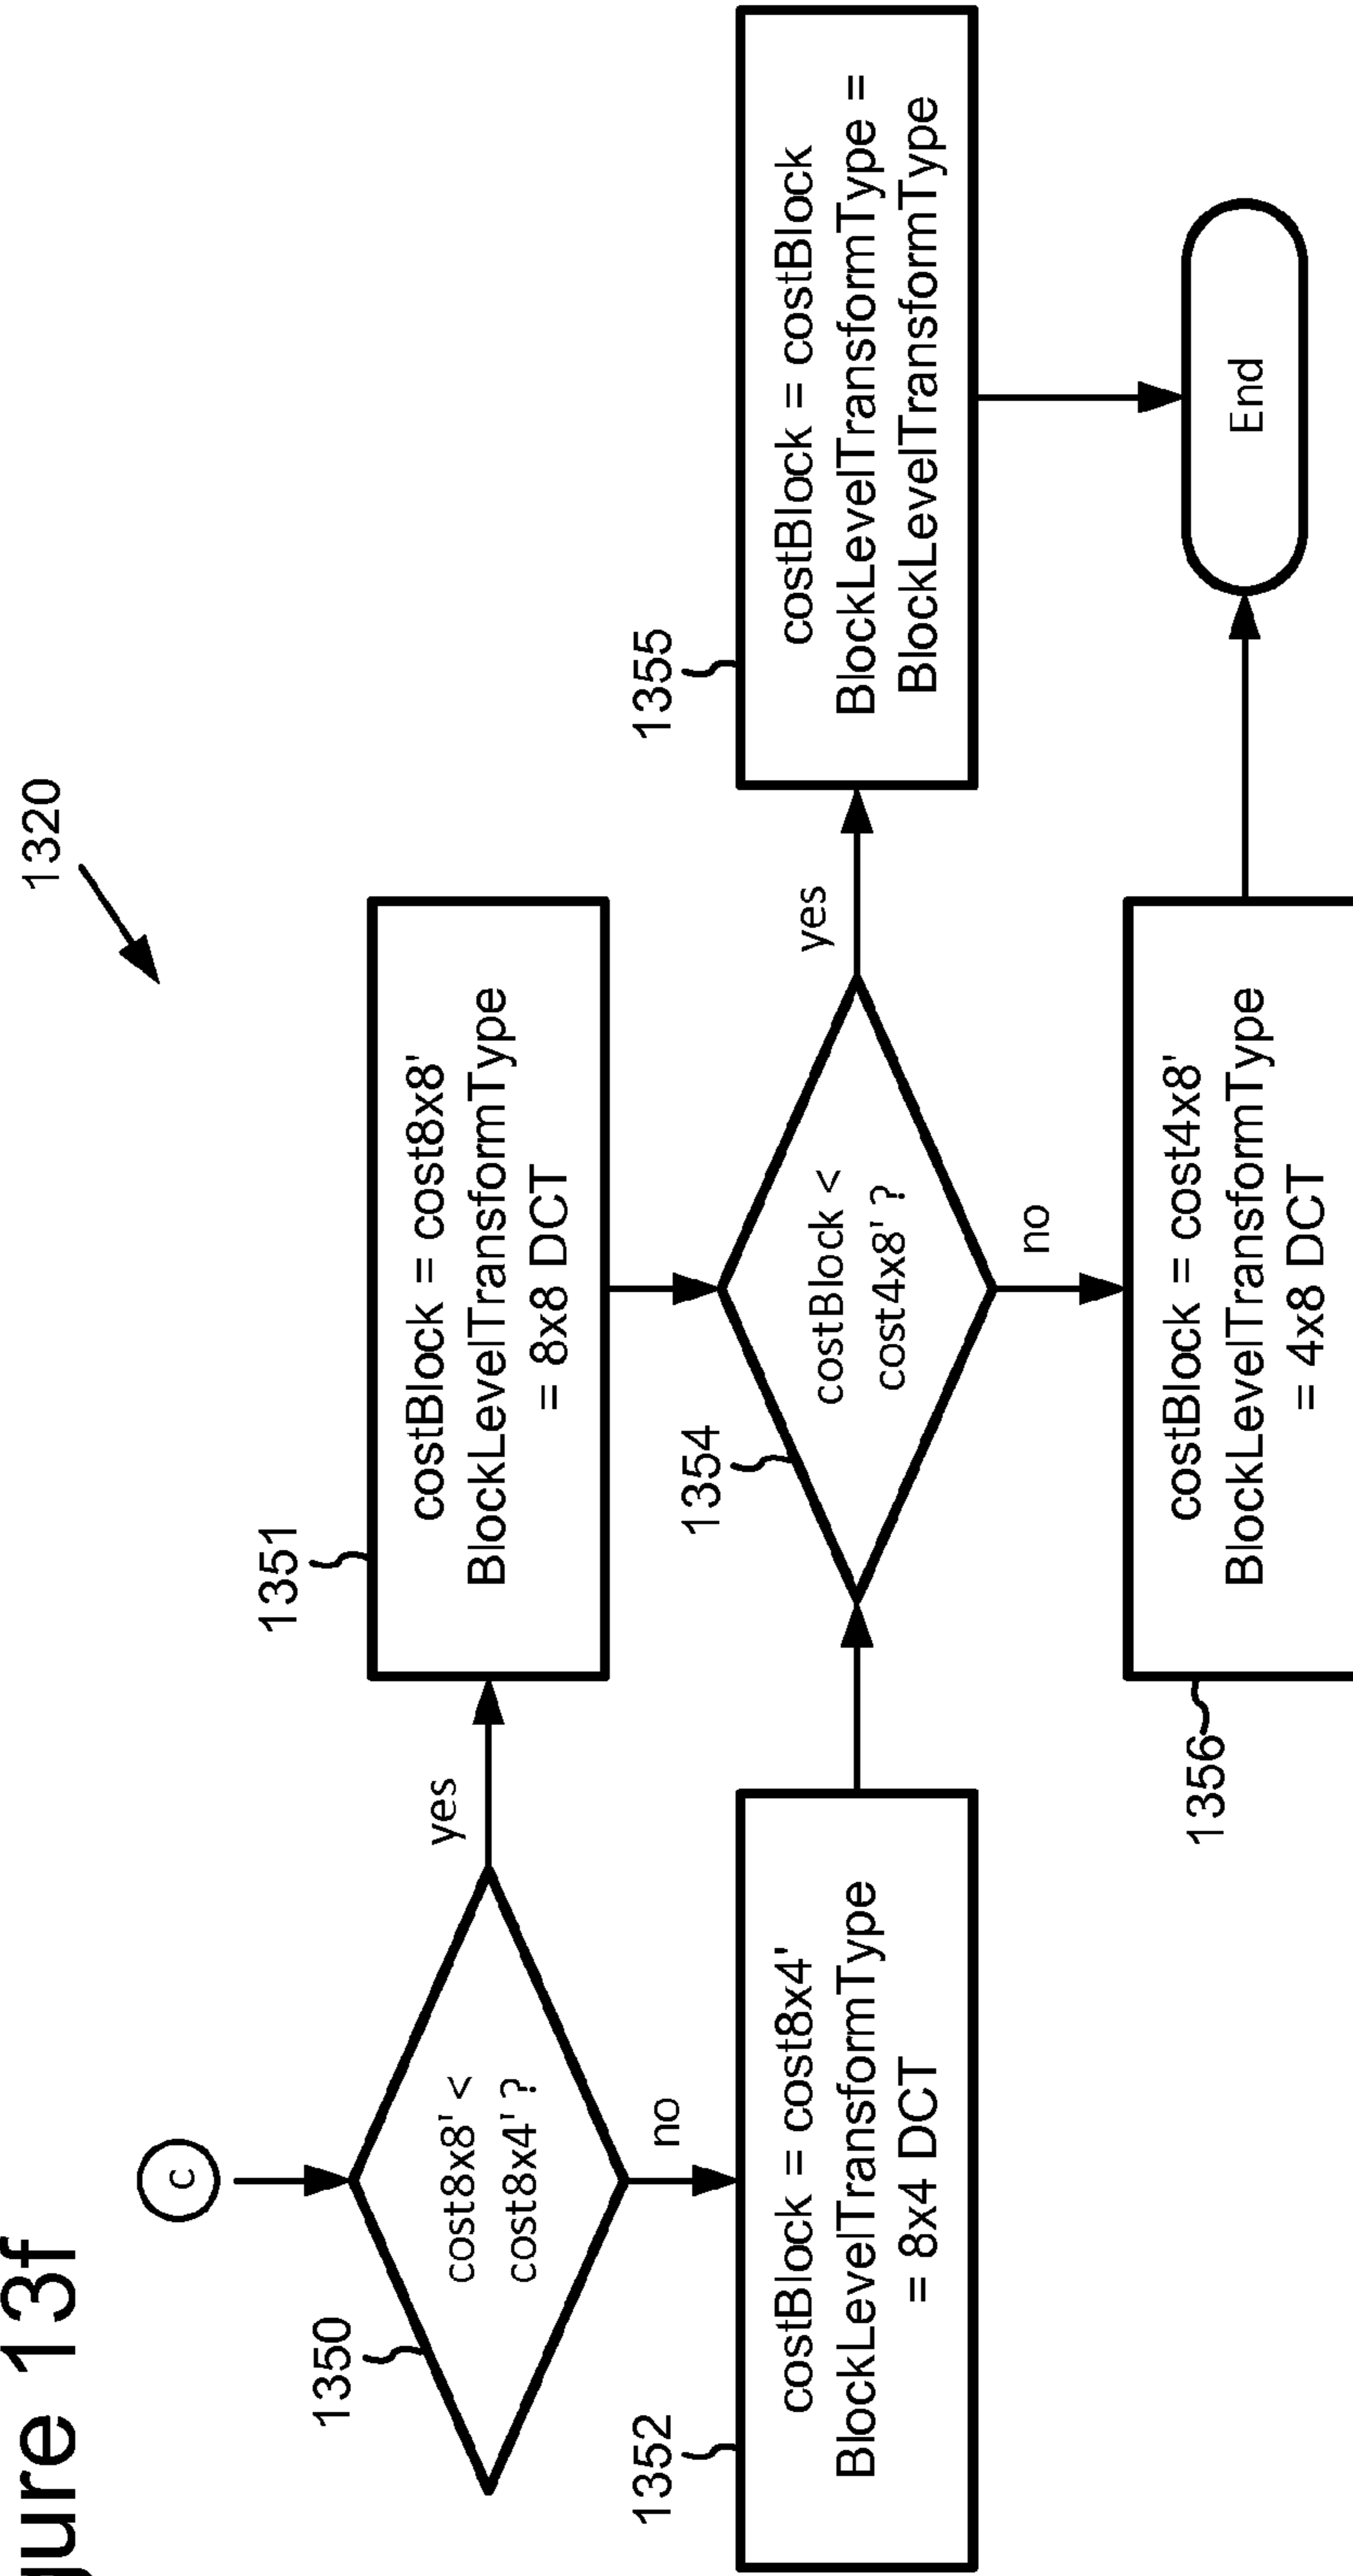 gure 13f
1320
c
1350
cost8x8' <
cost8x4' ?
yes
no
1351
costBlock = cost8x8'
BlockLevelTransformType
= 8x8 DCT
1352
costBlock = cost8x4'
BlockLevelTransformType
= 8x4 DCT
1354
costBlock <
cost4x8' ?
yes
no
1355
costBlock = costBlock
BlockLevelTransformType =
BlockLevelTransformType
1356
costBlock = cost4x8'
BlockLevelTransformType
= 4x8 DCT
End